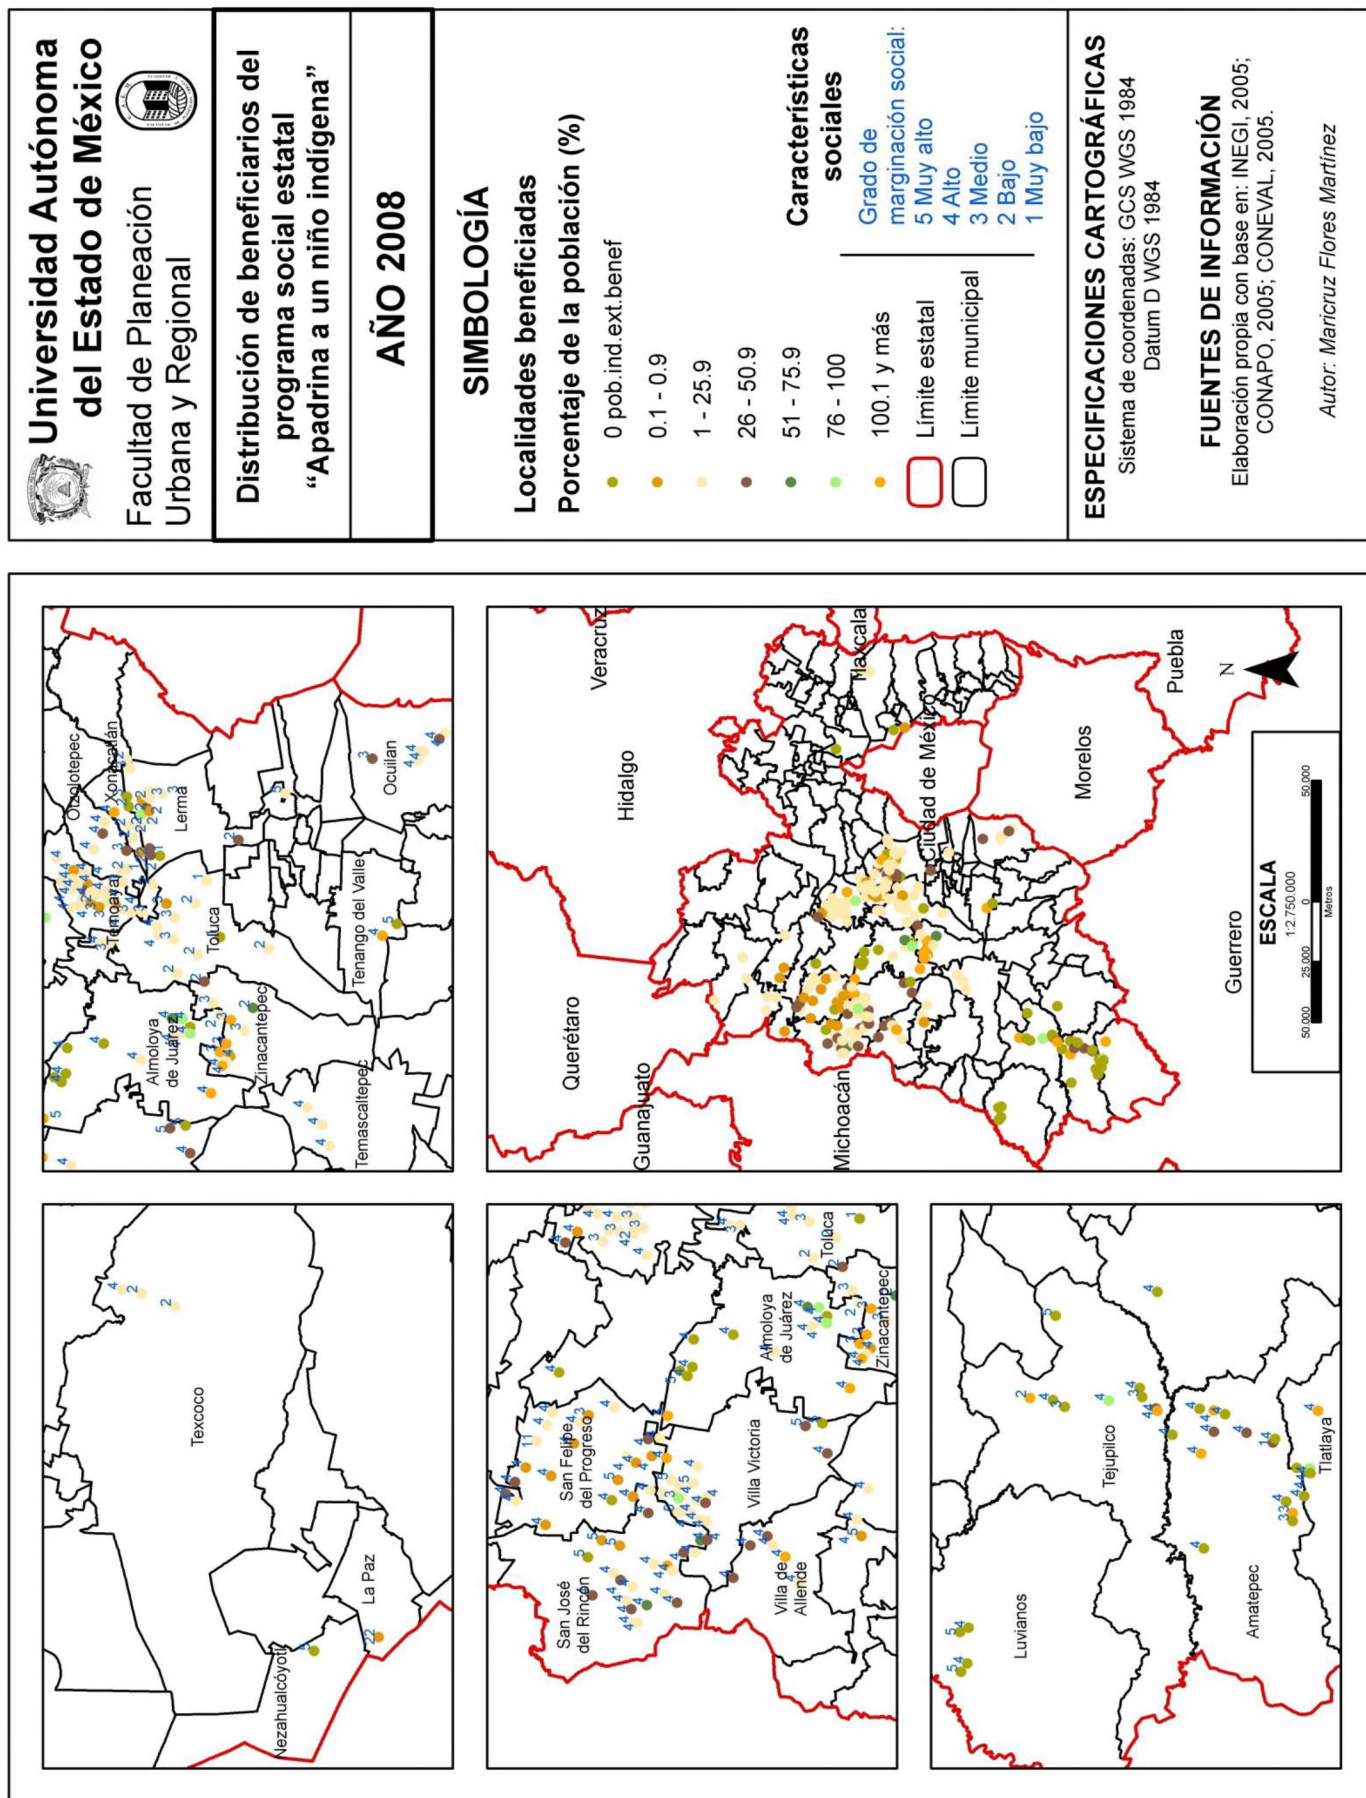 Universidad Autónoma
del Estado de México
Facultad de Planeación
Urbana y Regional
Distribución de beneficiarios del
programa social estatal
“Apadrina a un niño indígena”
AÑO 2008
SIMBOLOGÍA
Localidades beneficiadas
Porcentaje de la población (%)
0 pob.ind.ext.benef
0.1 - 0.9
1 - 25.9
26 - 50.9
51 - 75.9
76 - 100
100.1 y más
Límite estatal
Límite municipal
Características
sociales
Grado de
marginación social:
5 Muy alto
4 Alto
3 Medio
2 Bajo
1 Muy bajo
ESPECIFICACIONES CARTOGRÁFICAS
Sistema de coordenadas: GCS WGS 1984
Datum D WGS 1984
FUENTES DE INFORMACIÓN
Elaboración propia con base en: INEGI, 2005;
CONAPO, 2005; CONEVAL, 2005.
Autor: Maricruz Flores Martínez
Texcoco
Nezahualcóyotl
La Paz
Otzolotepec
Xonacatlán
Temoaya
Lerma
Toluca
Almoloya
de Juárez
Zinacantepec
Ocuilan
Tenango del Valle
Temascaltepec
San Felipe
del Progreso
San José
del Rincón
Almoloya
de Juárez
Toluca
Zinacantepec
Villa Victoria
Villa de
Allende
Veracruz
Hidalgo
Querétaro
Guanajuato
Michoacán
Tlaxcala
Ciudad de México
Morelos
Puebla
Guerrero
N
ESCALA
1:2.750.000
50.000 25.000 0 50.000
Metros
Luvianos
Tejupilco
Amatepec
Tlatlaya